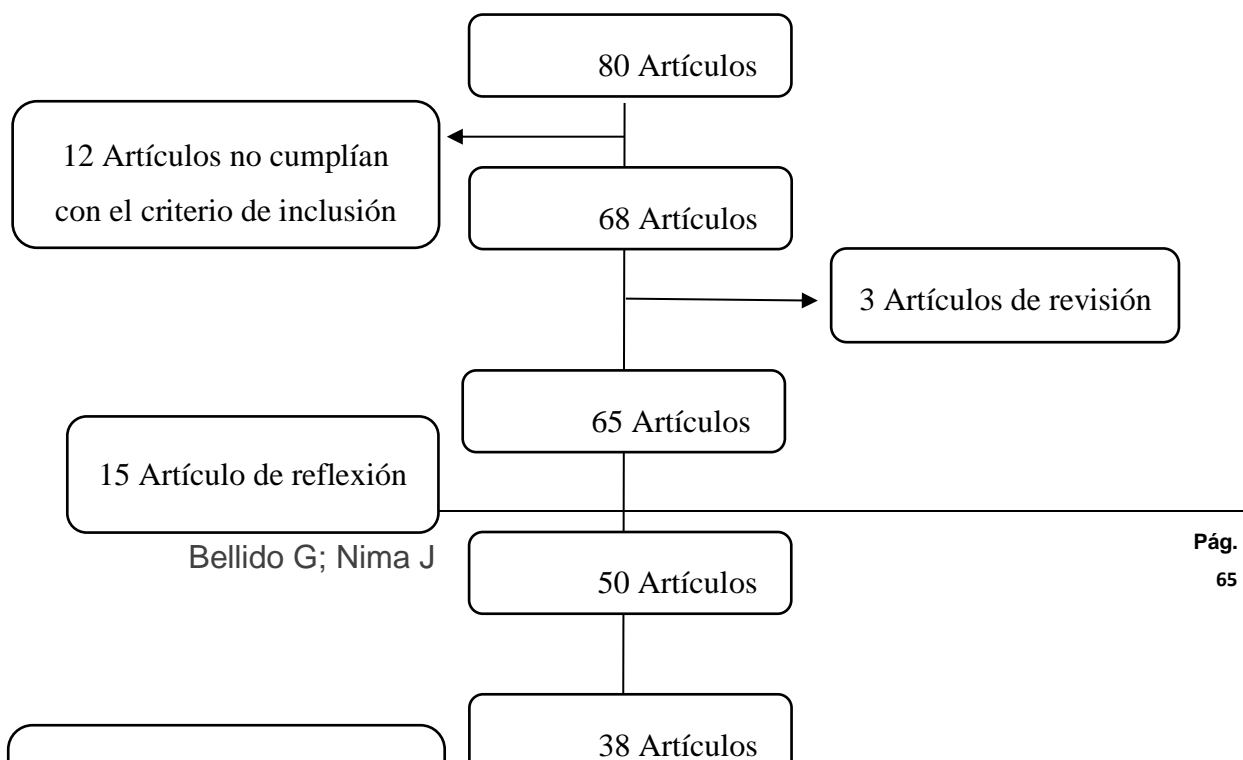 80 Artículos
12 Artículos no cumplían
con el criterio de inclusión
68 Artículos
3 Artículos de revisión
65 Artículos
15 Artículo de reflexión
Bellido G; Nima J
Pág.
65
50 Artículos
38 Artículos